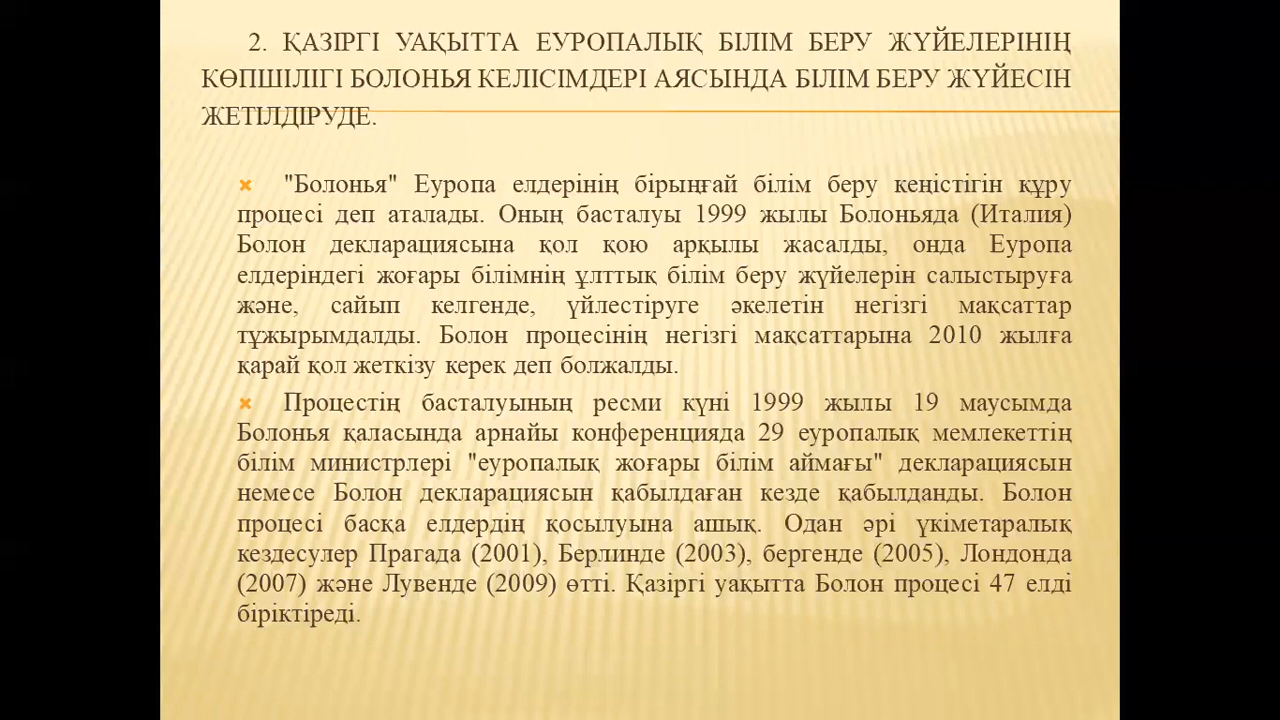 2. ҚАЗІРГІ УАҚЫТТА ЕУРОПАЛЫҚ БІЛІМ БЕРУ ЖҮЙЕЛЕРІНІҢ
КӨПШІЛІГІ БОЛОНЬЯ КЕЛІСІМДЕРІ АЯСЫНДА БІЛІМ БЕРУ ЖҮЙЕСІН
ЖЕТІЛДІРУДЕ.
"Болонья" Еуропа елдерінің бірыңғай білім беру кеңістігін құру
процесі деп аталады. Оның басталуы 1999 жылы Болоньяда (Италия)
Болон декларациясына қол қою арқылы жасалды, онда Еуропа
елдеріндегі жоғары білімнің ұлттық білім беру жүйелерін салыстыруға
және, сайып келгенде, үйлестіруге әкелетін негізгі мақсаттар
тұжырымдалды. Болон процесінің негізгі мақсаттарына 2010 жылға
қарай қол жеткізу керек деп болжалды.
Процестің басталуының ресми күні 1999 жылы 19 маусымда
Болонья қаласында арнайы конференцияда 29 еуропалық мемлекеттің
білім министрлері "еуропалық жоғары білім аймағы" декларациясын
немесе Болон декларациясын қабылдаған кезде қабылданды. Болон
процесі басқа елдердің қосылуына ашық. Одан әрі үкіметаралық
кездесулер Прагада (2001), Берлинде (2003), бергенде (2005), Лондонда
(2007) және Лувенде (2009) өтті. Қазіргі уақытта Болон процесі 47 елді
біріктіреді.